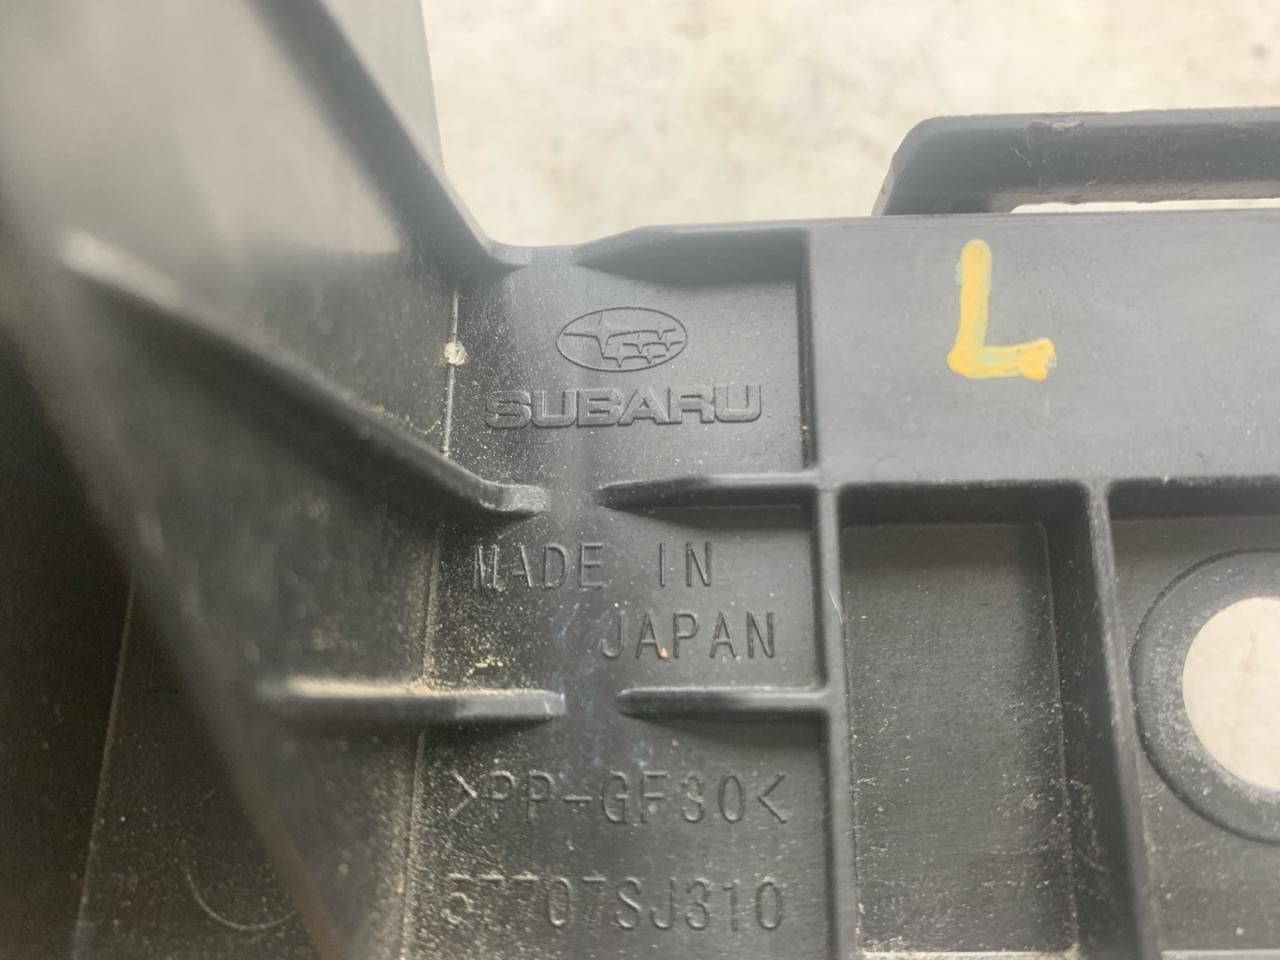 L
SUBARU
MADE IN
JAPAN
>PP-GF30<
57707SJ310